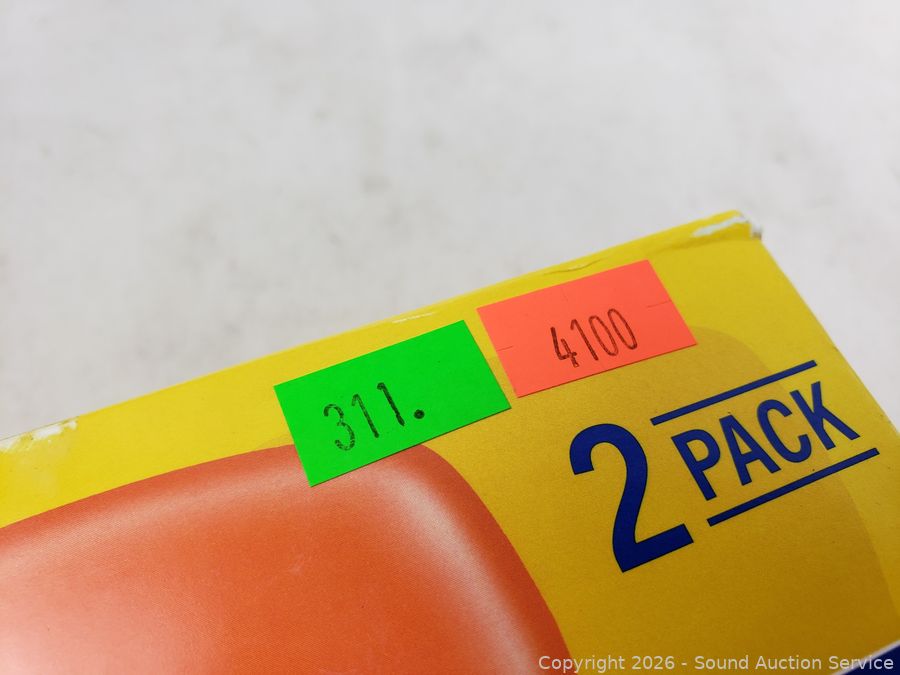 4100
311.
2 PACK
Copyright 2026 - Sound Auction Service